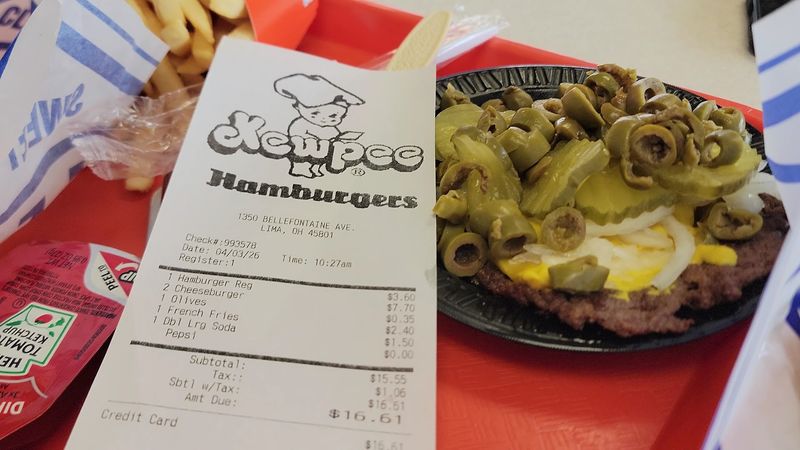 Kewpee®
Hamburgers
1350 BELLEFONTAINE AVE.
LIMA, OH 45801
Check#:993578
Date: 04/03/26 Time: 10:27am
Register:1
1 Hamburger Reg $3.60
2 Cheeseburger $7.70
1 Olives $0.35
1 French Fries $2.40
1 Dbl Lrg Soda $1.50
Pepsi $0.00
Subtotal: $15.55
Tax:: $1.06
Sbtl w/Tax: $16.61
Amt Due: $16.61
Credit Card $16.61
SWEET
PEEL
TOMATO
KETCHUP